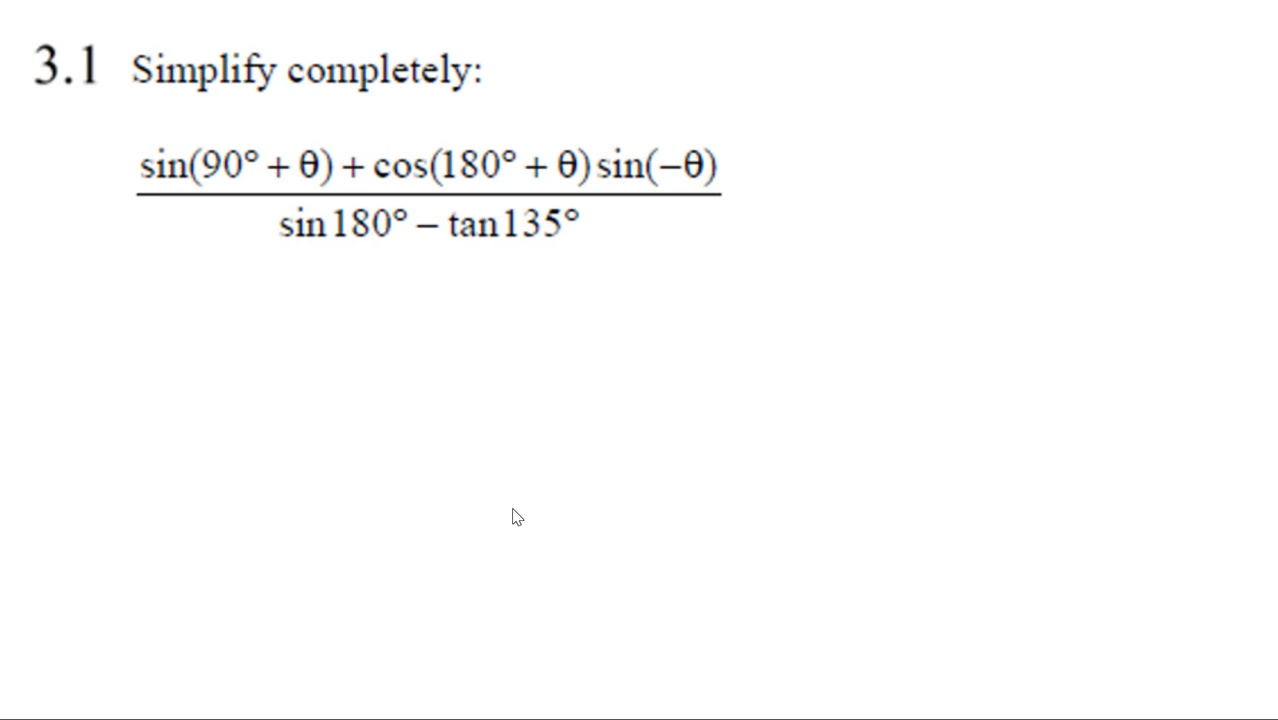 3.1 Simplify completely:
sin(90° + θ) + cos(180° + θ) sin(−θ)
sin 180° − tan 135°